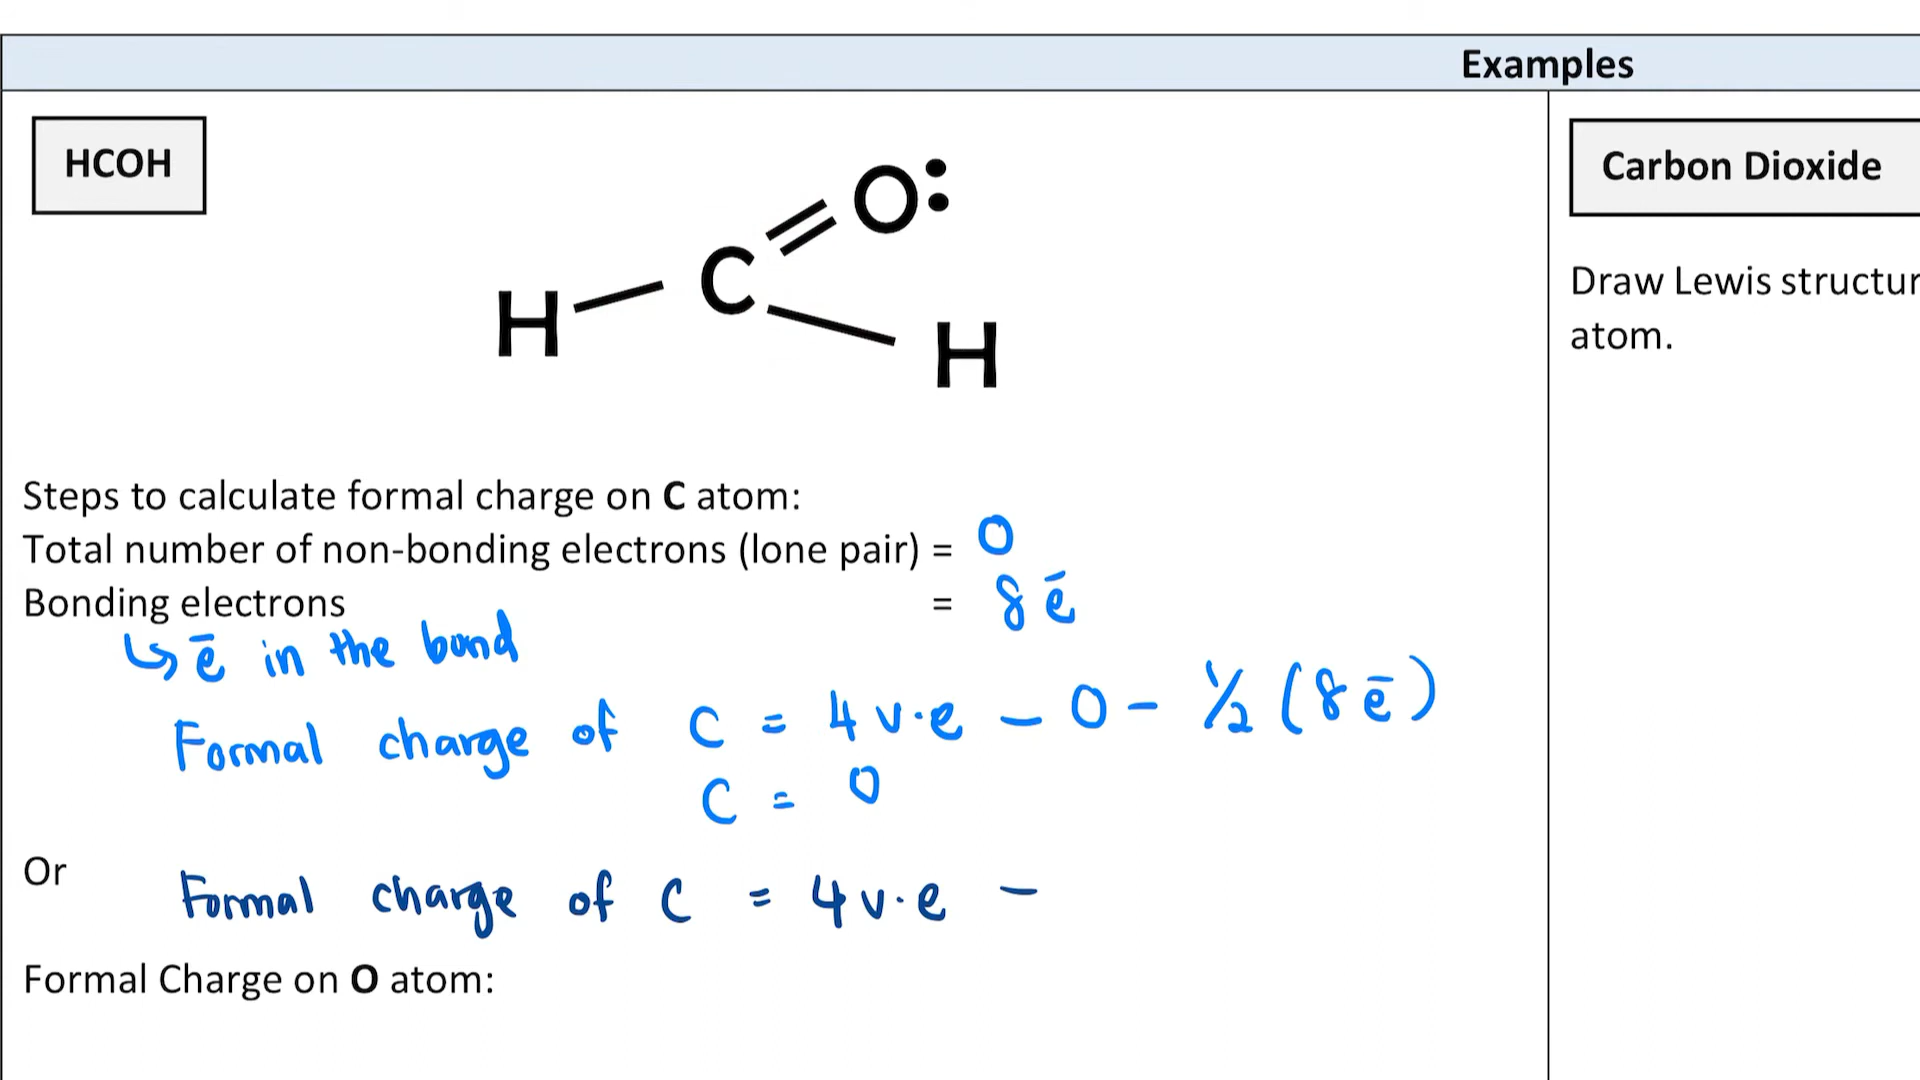 Examples
HCOH
O:
C
H
H
Steps to calculate formal charge on C atom:
Total number of non-bonding electrons (lone pair) = 0
Bonding electrons = 8 ē
↳ ē in the bond
Formal charge of C = 4 v.e - 0 - 1/2 (8 ē)
C = 0
Or Formal charge of C = 4 v.e -
Formal Charge on O atom:
Carbon Dioxide
Draw Lewis structur
atom.